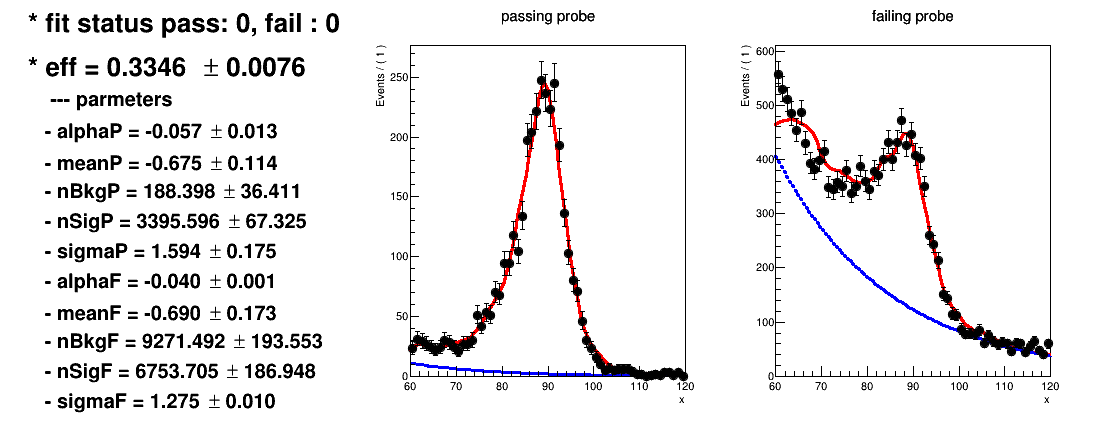 * fit status pass: 0, fail : 0
* eff = 0.3346 ± 0.0076
--- parmeters
- alphaP = -0.057 ± 0.013
- meanP = -0.675 ± 0.114
- nBkgP = 188.398 ± 36.411
- nSigP = 3395.596 ± 67.325
- sigmaP = 1.594 ± 0.175
- alphaF = -0.040 ± 0.001
- meanF = -0.690 ± 0.173
- nBkgF = 9271.492 ± 193.553
- nSigF = 6753.705 ± 186.948
- sigmaF = 1.275 ± 0.010
passing probe
Events / ( 1 )
250
200
150
100
50
0
60 70 80 90 100 110 120
x
failing probe
Events / ( 1 )
600
500
400
300
200
100
0
60 70 80 90 100 110 120
x